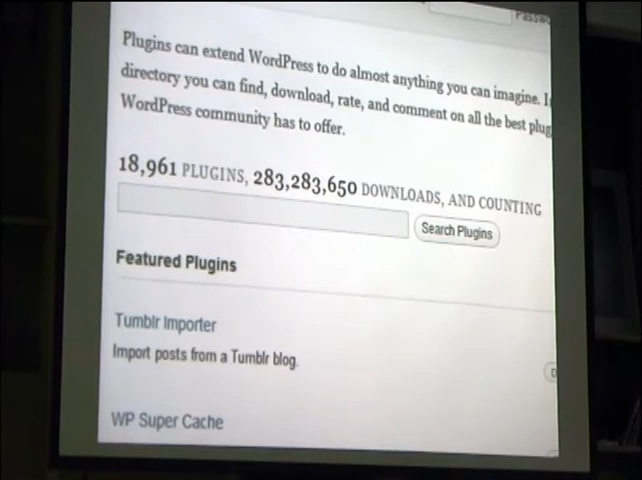 Passwo
Plugins can extend WordPress to do almost anything you can imagine. I
directory you can find, download, rate, and comment on all the best plug
WordPress community has to offer.
18,961 PLUGINS, 283,283,650 DOWNLOADS, AND COUNTING
Search Plugins
Featured Plugins
Tumblr Importer
Import posts from a Tumblr blog.
D
WP Super Cache